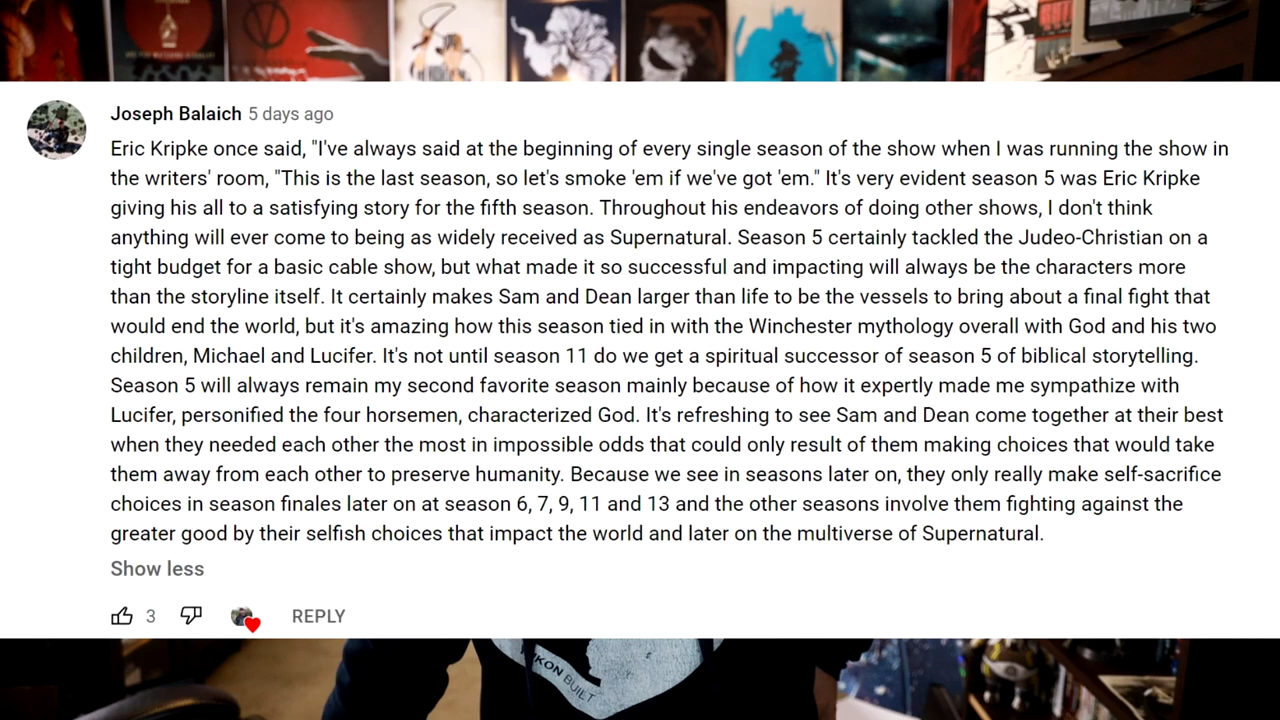 Joseph Balaich 5 days ago
Eric Kripke once said, "I've always said at the beginning of every single season of the show when I was running the show in
the writers' room, "This is the last season, so let's smoke 'em if we've got 'em." It's very evident season 5 was Eric Kripke
giving his all to a satisfying story for the fifth season. Throughout his endeavors of doing other shows, I don't think
anything will ever come to being as widely received as Supernatural. Season 5 certainly tackled the Judeo-Christian on a
tight budget for a basic cable show, but what made it so successful and impacting will always be the characters more
than the storyline itself. It certainly makes Sam and Dean larger than life to be the vessels to bring about a final fight that
would end the world, but it's amazing how this season tied in with the Winchester mythology overall with God and his two
children, Michael and Lucifer. It's not until season 11 do we get a spiritual successor of season 5 of biblical storytelling.
Season 5 will always remain my second favorite season mainly because of how it expertly made me sympathize with
Lucifer, personified the four horsemen, characterized God. It's refreshing to see Sam and Dean come together at their best
when they needed each other the most in impossible odds that could only result of them making choices that would take
them away from each other to preserve humanity. Because we see in seasons later on, they only really make self-sacrifice
choices in season finales later on at season 6, 7, 9, 11 and 13 and the other seasons involve them fighting against the
greater good by their selfish choices that impact the world and later on the multiverse of Supernatural.
Show less
3 REPLY
KON BUILT